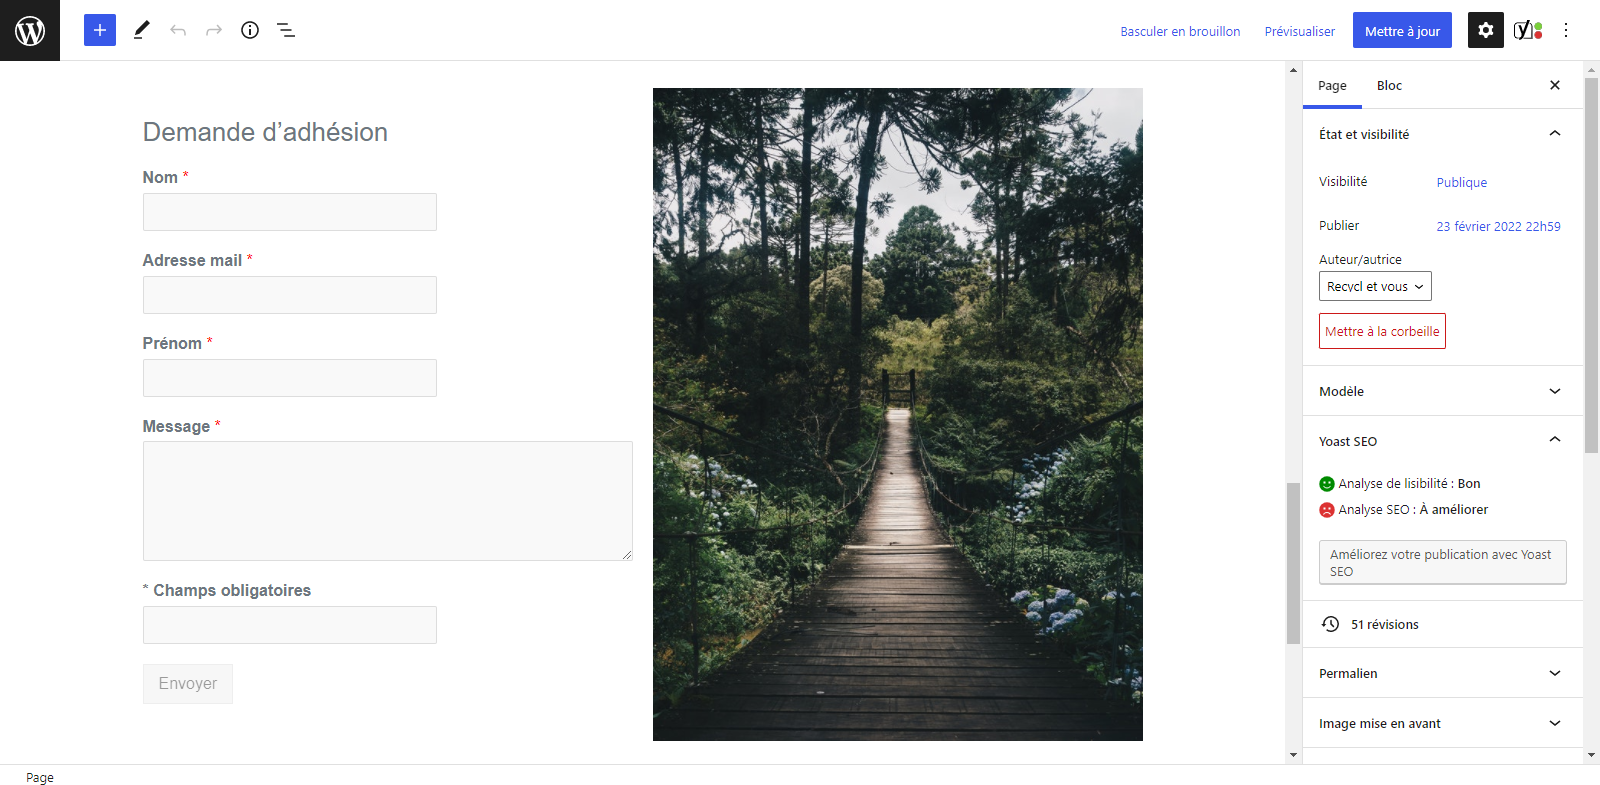 Basculer en brouillon
Prévisualiser
Mettre à jour
Demande d’adhésion
Nom *
Adresse mail *
Prénom *
Message *
* Champs obligatoires
Envoyer
Page
Bloc
État et visibilité
Visibilité
Publique
Publier
23 février 2022 22h59
Auteur/autrice
Recycl et vous
Mettre à la corbeille
Modèle
Yoast SEO
Analyse de lisibilité : Bon
Analyse SEO : À améliorer
Améliorez votre publication avec Yoast
SEO
51 révisions
Permalien
Image mise en avant
Page